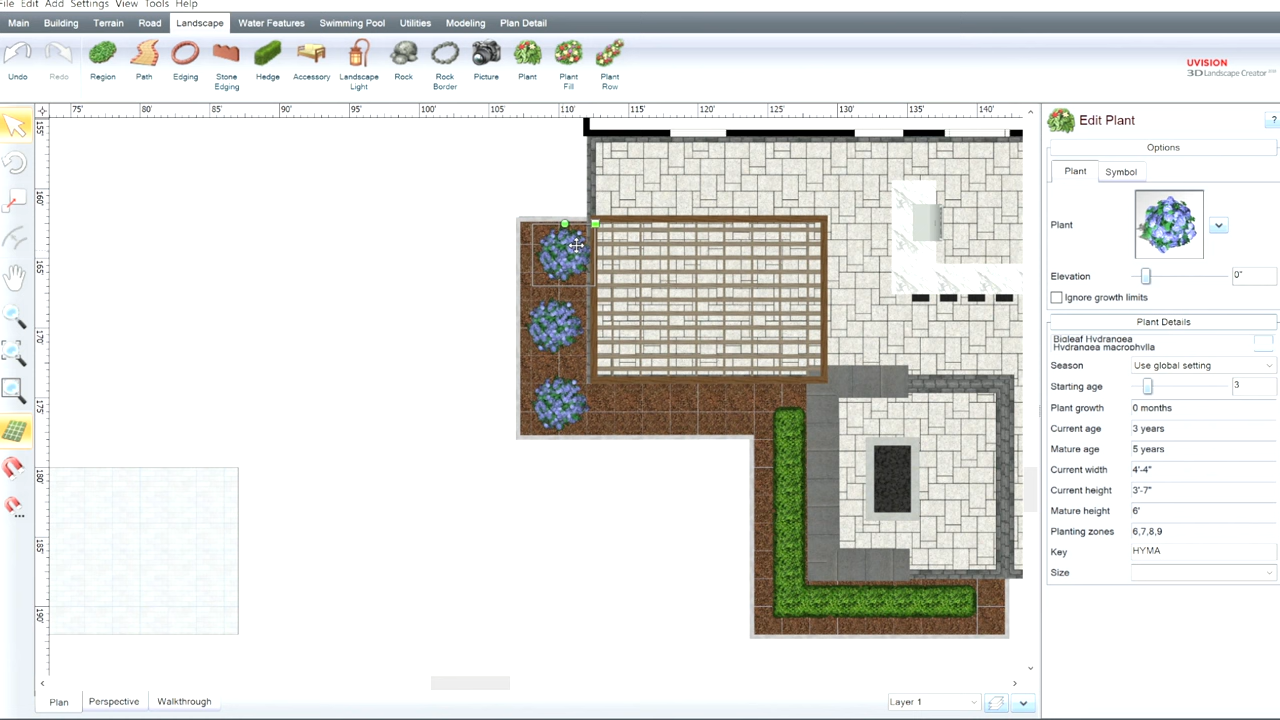 File Edit Add Settings View Tools Help
Main Building Terrain Road Landscape Water Features Swimming Pool Utilities Modeling Plan Detail
Undo Redo Region Path Edging Stone Edging Hedge Accessory Landscape Light Rock Rock Border Picture Plant Plant Fill Plant Row
UVISION
3D Landscape Creator
75' 80' 85' 90' 95' 100' 105' 110' 115' 120' 125' 130' 135' 140'
155'
160'
165'
170'
175'
180'
185'
190'
Edit Plant
?
Options
Plant Symbol
Plant
Elevation 0"
Ignore growth limits
Plant Details
Bigleaf Hydrangea
Hydrangea macrophylla
Season Use global setting
Starting age 3
Plant growth 0 months
Current age 3 years
Mature age 5 years
Current width 4'-4"
Current height 3'-7"
Mature height 6'
Planting zones 6,7,8,9
Key HYMA
Size
Plan Perspective Walkthrough
Layer 1